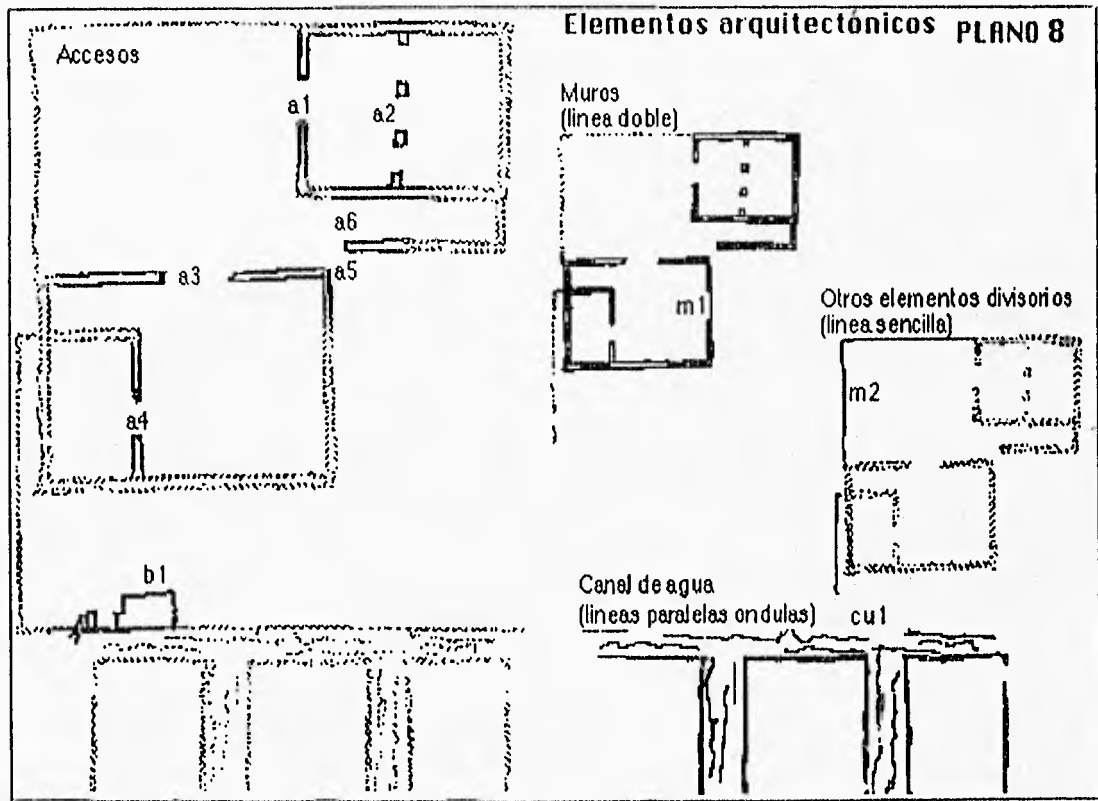 Elementos arquitectónicos PLANO 8
Accesos
a1
a2
a6
a3
a5
a4
b1
Muros
(linea doble)
m1
Otros elementos divisorios
(linea sencilla)
m2
Canal de agua
(lineas paralelas ondulas)
cu1